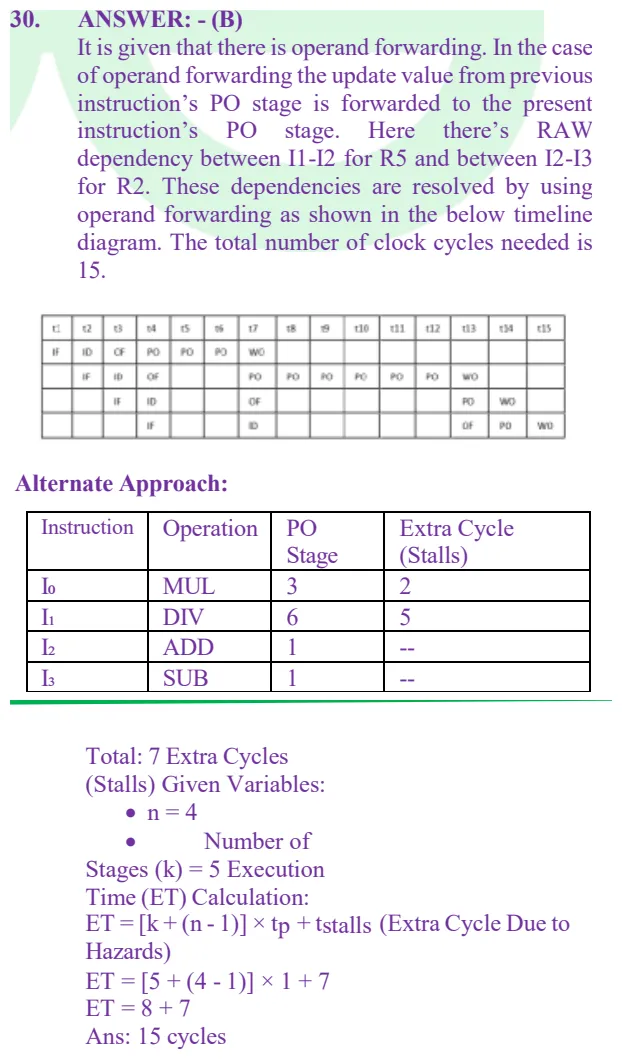 30. ANSWER: - (B)
It is given that there is operand forwarding. In the case
of operand forwarding the update value from previous
instruction’s PO stage is forwarded to the present
instruction’s PO stage. Here there’s RAW
dependency between I1-I2 for R5 and between I2-I3
for R2. These dependencies are resolved by using
operand forwarding as shown in the below timeline
diagram. The total number of clock cycles needed is
15.
t1 t2 t3 t4 t5 t6 t7 t8 t9 t10 t11 t12 t13 t14 t15
IF ID OF PO PO PO WO
IF ID OF PO PO PO PO PO PO WO
IF ID OF PO WO
IF ID OF PO WO
Alternate Approach:
Instruction Operation PO Extra Cycle
Stage (Stalls)
I0 MUL 3 2
I1 DIV 6 5
I2 ADD 1 --
I3 SUB 1 --
Total: 7 Extra Cycles
(Stalls) Given Variables:
• n = 4
• Number of
Stages (k) = 5 Execution
Time (ET) Calculation:
ET = [k + (n - 1)] × tp + tstalls (Extra Cycle Due to
Hazards)
ET = [5 + (4 - 1)] × 1 + 7
ET = 8 + 7
Ans: 15 cycles